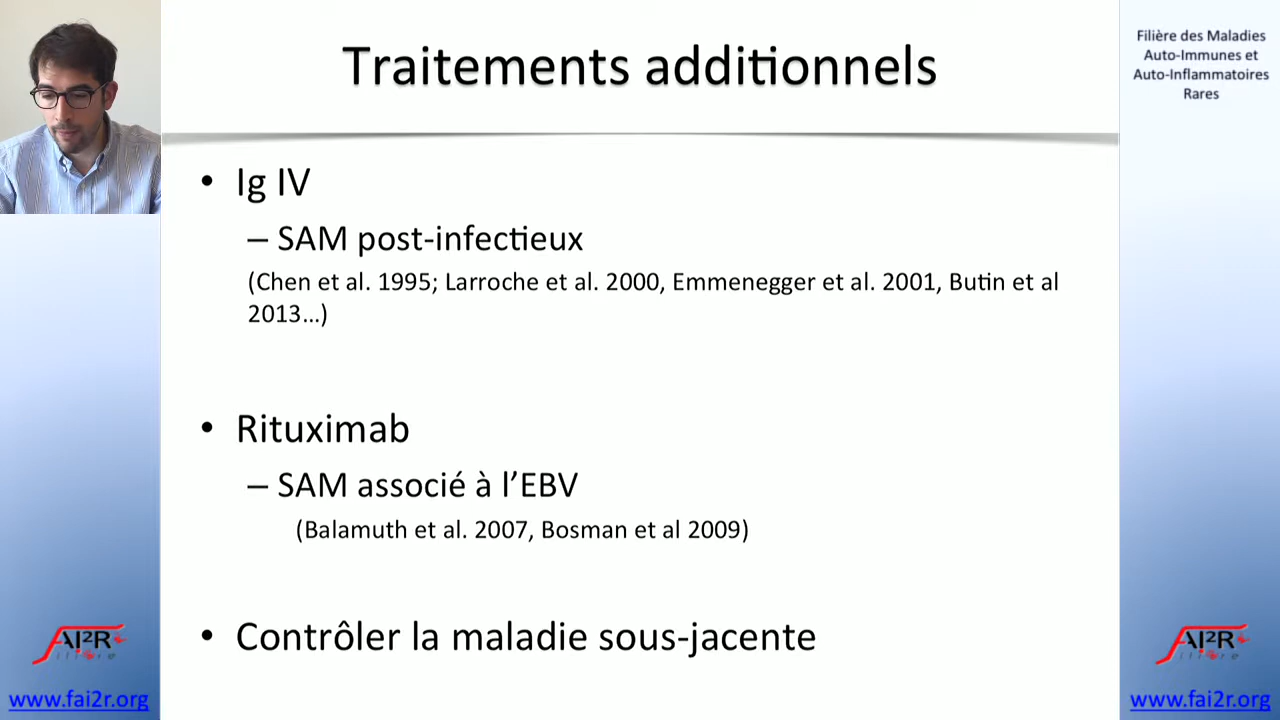 Traitements additionnels
Filière des Maladies
Auto-Immunes et
Auto-Inflammatoires
Rares
• Ig IV
– SAM post-infectieux
(Chen et al. 1995; Larroche et al. 2000, Emmenegger et al. 2001, Butin et al
2013...)
• Rituximab
– SAM associé à l’EBV
(Balamuth et al. 2007, Bosman et al 2009)
• Contrôler la maladie sous-jacente
FAI²R
filière
www.fai2r.org
FAI²R
filière
www.fai2r.org